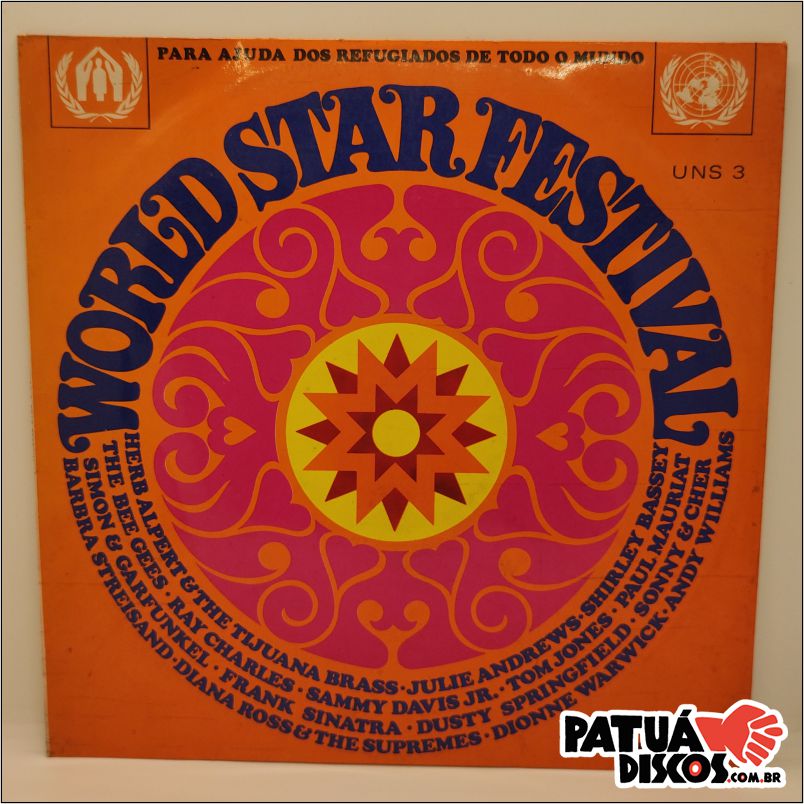 PARA AJUDA DOS REFUGIADOS DE TODO O MUNDO
UNS 3
WORLD STAR FESTIVAL
HERB ALPERT & THE TIJUANA BRASS · JULIE ANDREWS · SHIRLEY BASSEY
THE BEE GEES · RAY CHARLES · SAMMY DAVIS JR. · TOM JONES · PAUL MAURIAT
SIMON & GARFUNKEL · FRANK SINATRA · DUSTY SPRINGFIELD · SONNY & CHER
BARBRA STREISAND · DIANA ROSS & THE SUPREMES · DIONNE WARWICK · ANDY WILLIAMS
PATUÁ
DISCOS.COM.BR